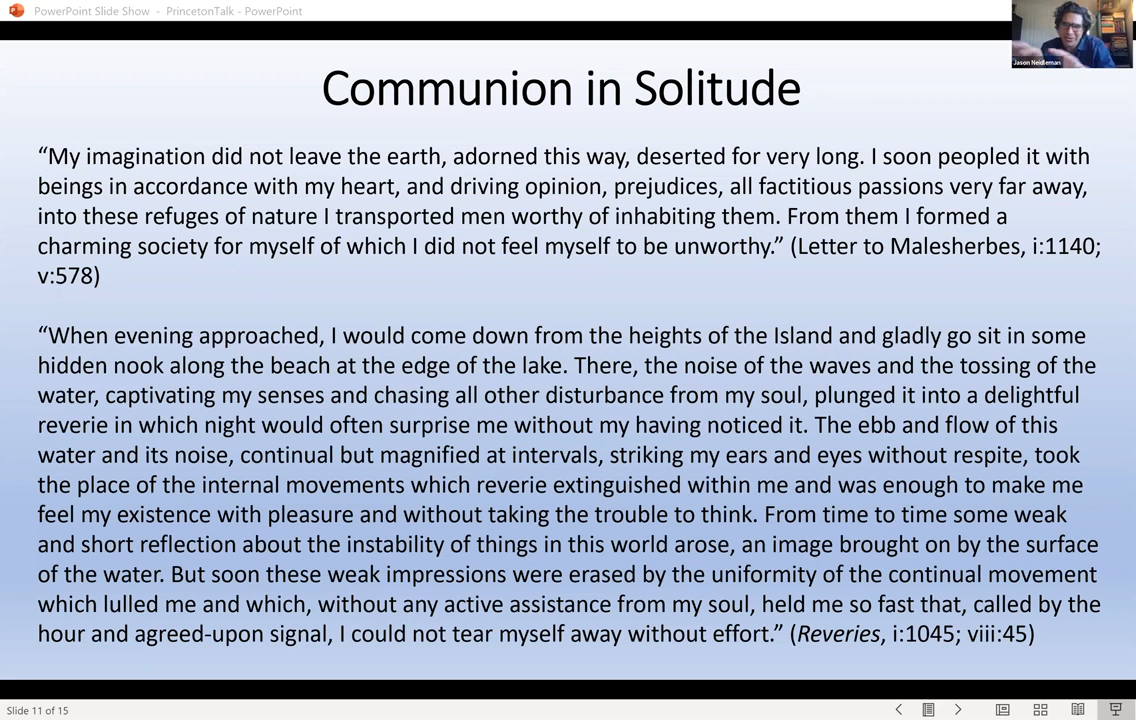 PowerPoint Slide Show - PrincetonTalk - PowerPoint
Jason Neidleman
Communion in Solitude
“My imagination did not leave the earth, adorned this way, deserted for very long. I soon peopled it with
beings in accordance with my heart, and driving opinion, prejudices, all factitious passions very far away,
into these refuges of nature I transported men worthy of inhabiting them. From them I formed a
charming society for myself of which I did not feel myself to be unworthy.” (Letter to Malesherbes, i:1140;
v:578)
“When evening approached, I would come down from the heights of the Island and gladly go sit in some
hidden nook along the beach at the edge of the lake. There, the noise of the waves and the tossing of the
water, captivating my senses and chasing all other disturbance from my soul, plunged it into a delightful
reverie in which night would often surprise me without my having noticed it. The ebb and flow of this
water and its noise, continual but magnified at intervals, striking my ears and eyes without respite, took
the place of the internal movements which reverie extinguished within me and was enough to make me
feel my existence with pleasure and without taking the trouble to think. From time to time some weak
and short reflection about the instability of things in this world arose, an image brought on by the surface
of the water. But soon these weak impressions were erased by the uniformity of the continual movement
which lulled me and which, without any active assistance from my soul, held me so fast that, called by the
hour and agreed-upon signal, I could not tear myself away without effort.” (Reveries, i:1045; viii:45)
Slide 11 of 15